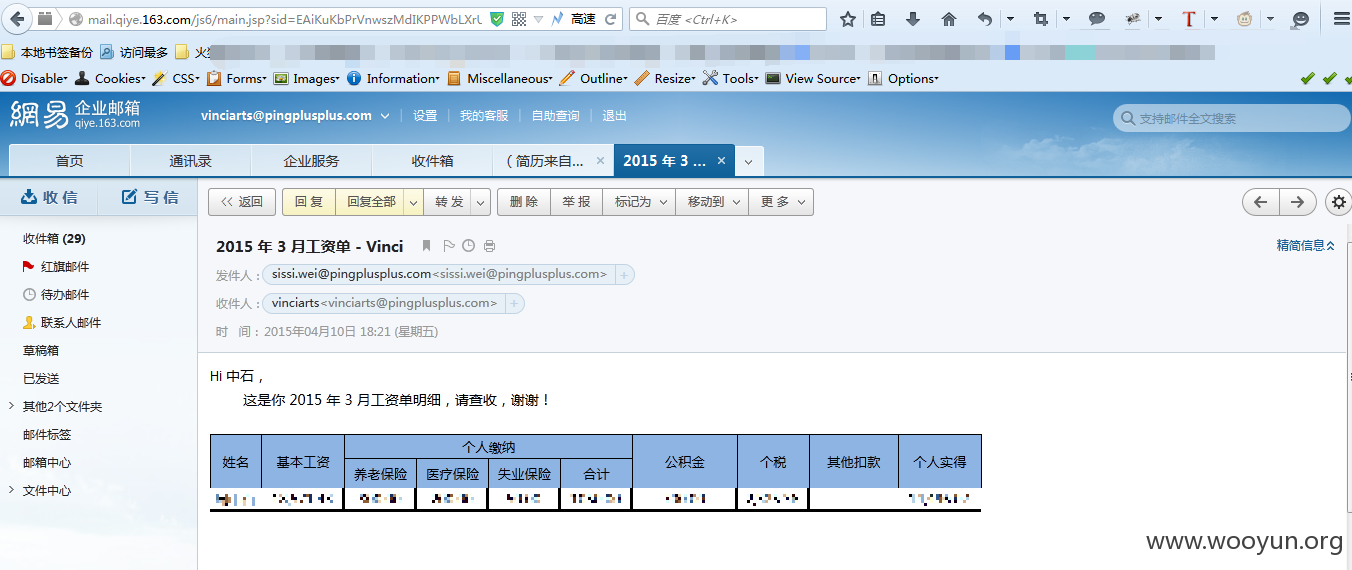 mail.qiye.163.com/js6/main.jsp?sid=EAiKuKbPrVnwszMdIKPPWbLXrU
高速
百度 <Ctrl+K>
本地书签备份 访问最多 火狐
Disable Cookies CSS Forms Images Information Miscellaneous Outline Resize Tools View Source Options
網易 企业邮箱
qiye.163.com
vinciarts@pingplusplus.com 设置 我的客服 自助查询 退出
支持邮件全文搜索
首页 通讯录 企业服务 收件箱 （简历来自... × 2015 年 3 ... ×
收 信 写 信
<< 返回 回 复 回复全部 转 发 删 除 举 报 标记为 移动到 更 多
收件箱 (29)
红旗邮件
待办邮件
联系人邮件
草稿箱
已发送
其他2个文件夹
邮件标签
邮箱中心
文件中心
2015 年 3 月工资单 - Vinci
精简信息
发件人： sissi.wei@pingplusplus.com<sissi.wei@pingplusplus.com> +
收件人： vinciarts<vinciarts@pingplusplus.com> +
时 间： 2015年04月10日 18:21 (星期五)
Hi 中石，
这是你 2015 年 3 月工资单明细，请查收，谢谢！
姓名 基本工资 个人缴纳 公积金 个税 其他扣款 个人实得
养老保险 医疗保险 失业保险 合计
www.wooyun.org